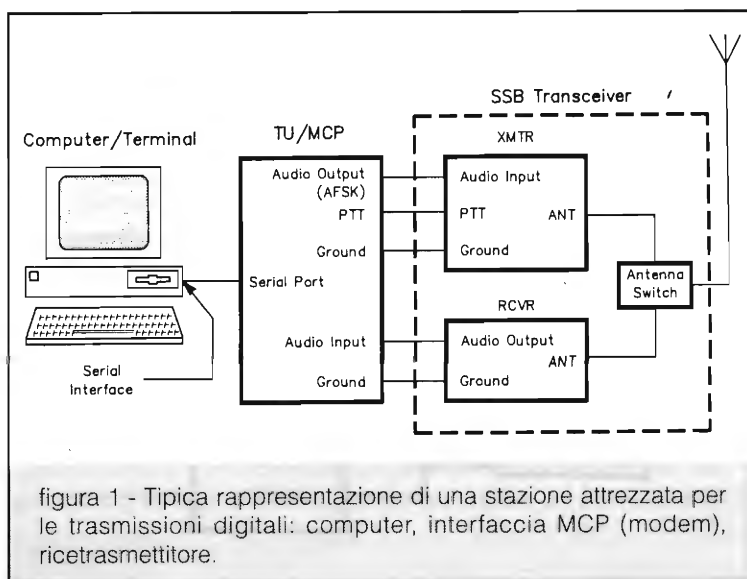 SSB Transceiver
Computer/Terminal
TU/MCP
XMTR
Audio Output
(AFSK)
PTT
Ground
Serial Port
Audio Input
Ground
Audio Input
PTT
ANT
Ground
Antenna
Switch
RCVR
Audio Output
ANT
Ground
Serial
Interface
figura 1 - Tipica rappresentazione di una stazione attrezzata per
le trasmissioni digitali: computer, interfaccia MCP (modem),
ricetrasmettitore.